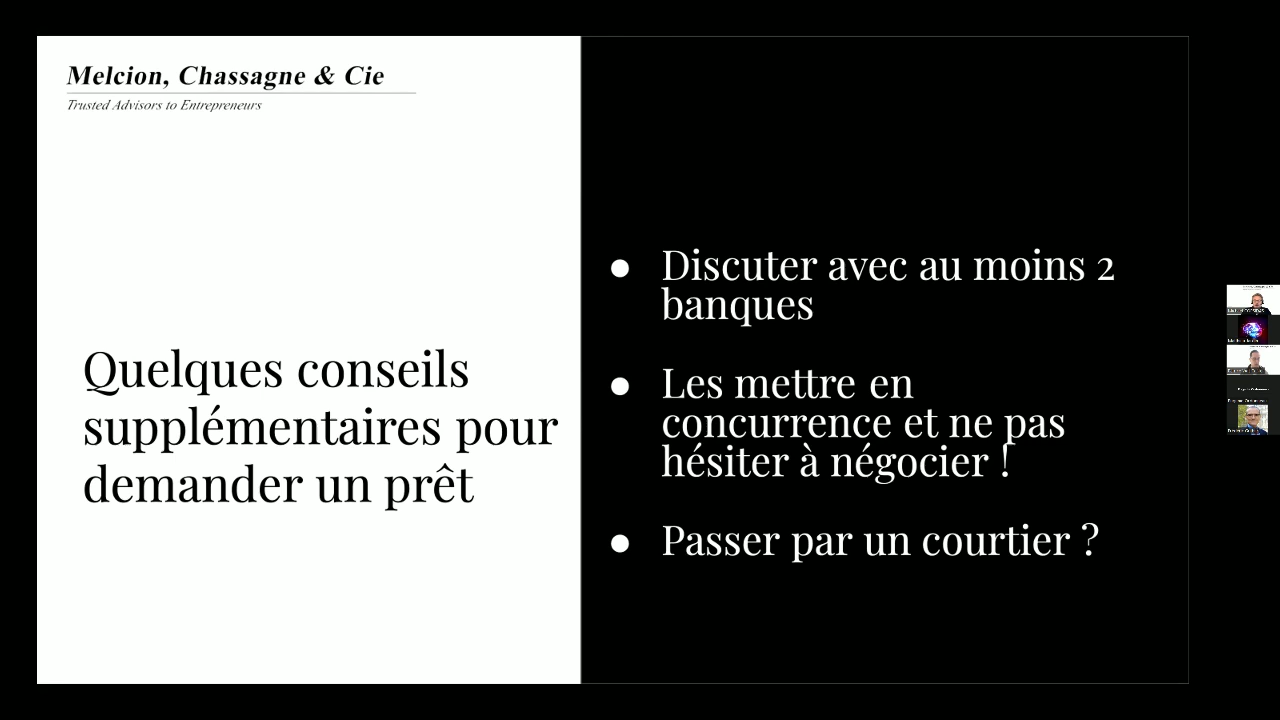 Melcion, Chassagne & Cie
Trusted Advisors to Entrepreneurs
Quelques conseils
supplémentaires pour
demander un prêt
● Discuter avec au moins 2
banques
● Les mettre en
concurrence et ne pas
hésiter à négocier !
● Passer par un courtier ?